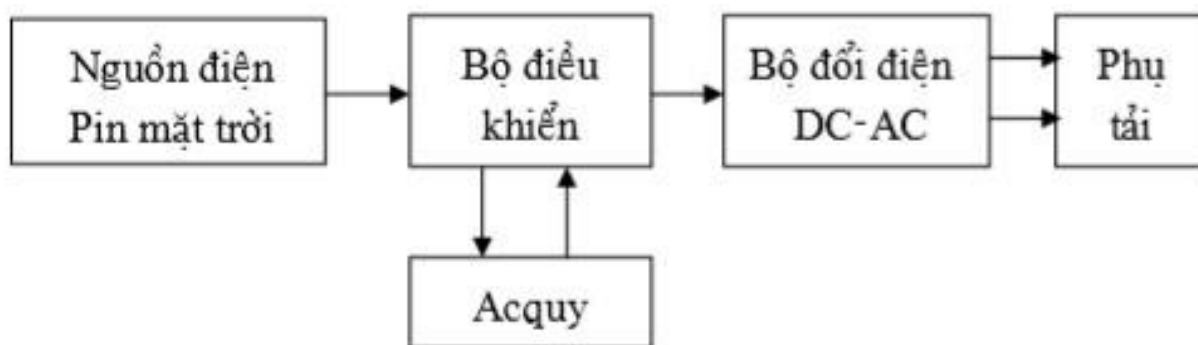 Nguồn điện
Pin mặt trời
Bộ điều
khiển
Bộ đổi điện
DC-AC
Phụ
tải
Acquy